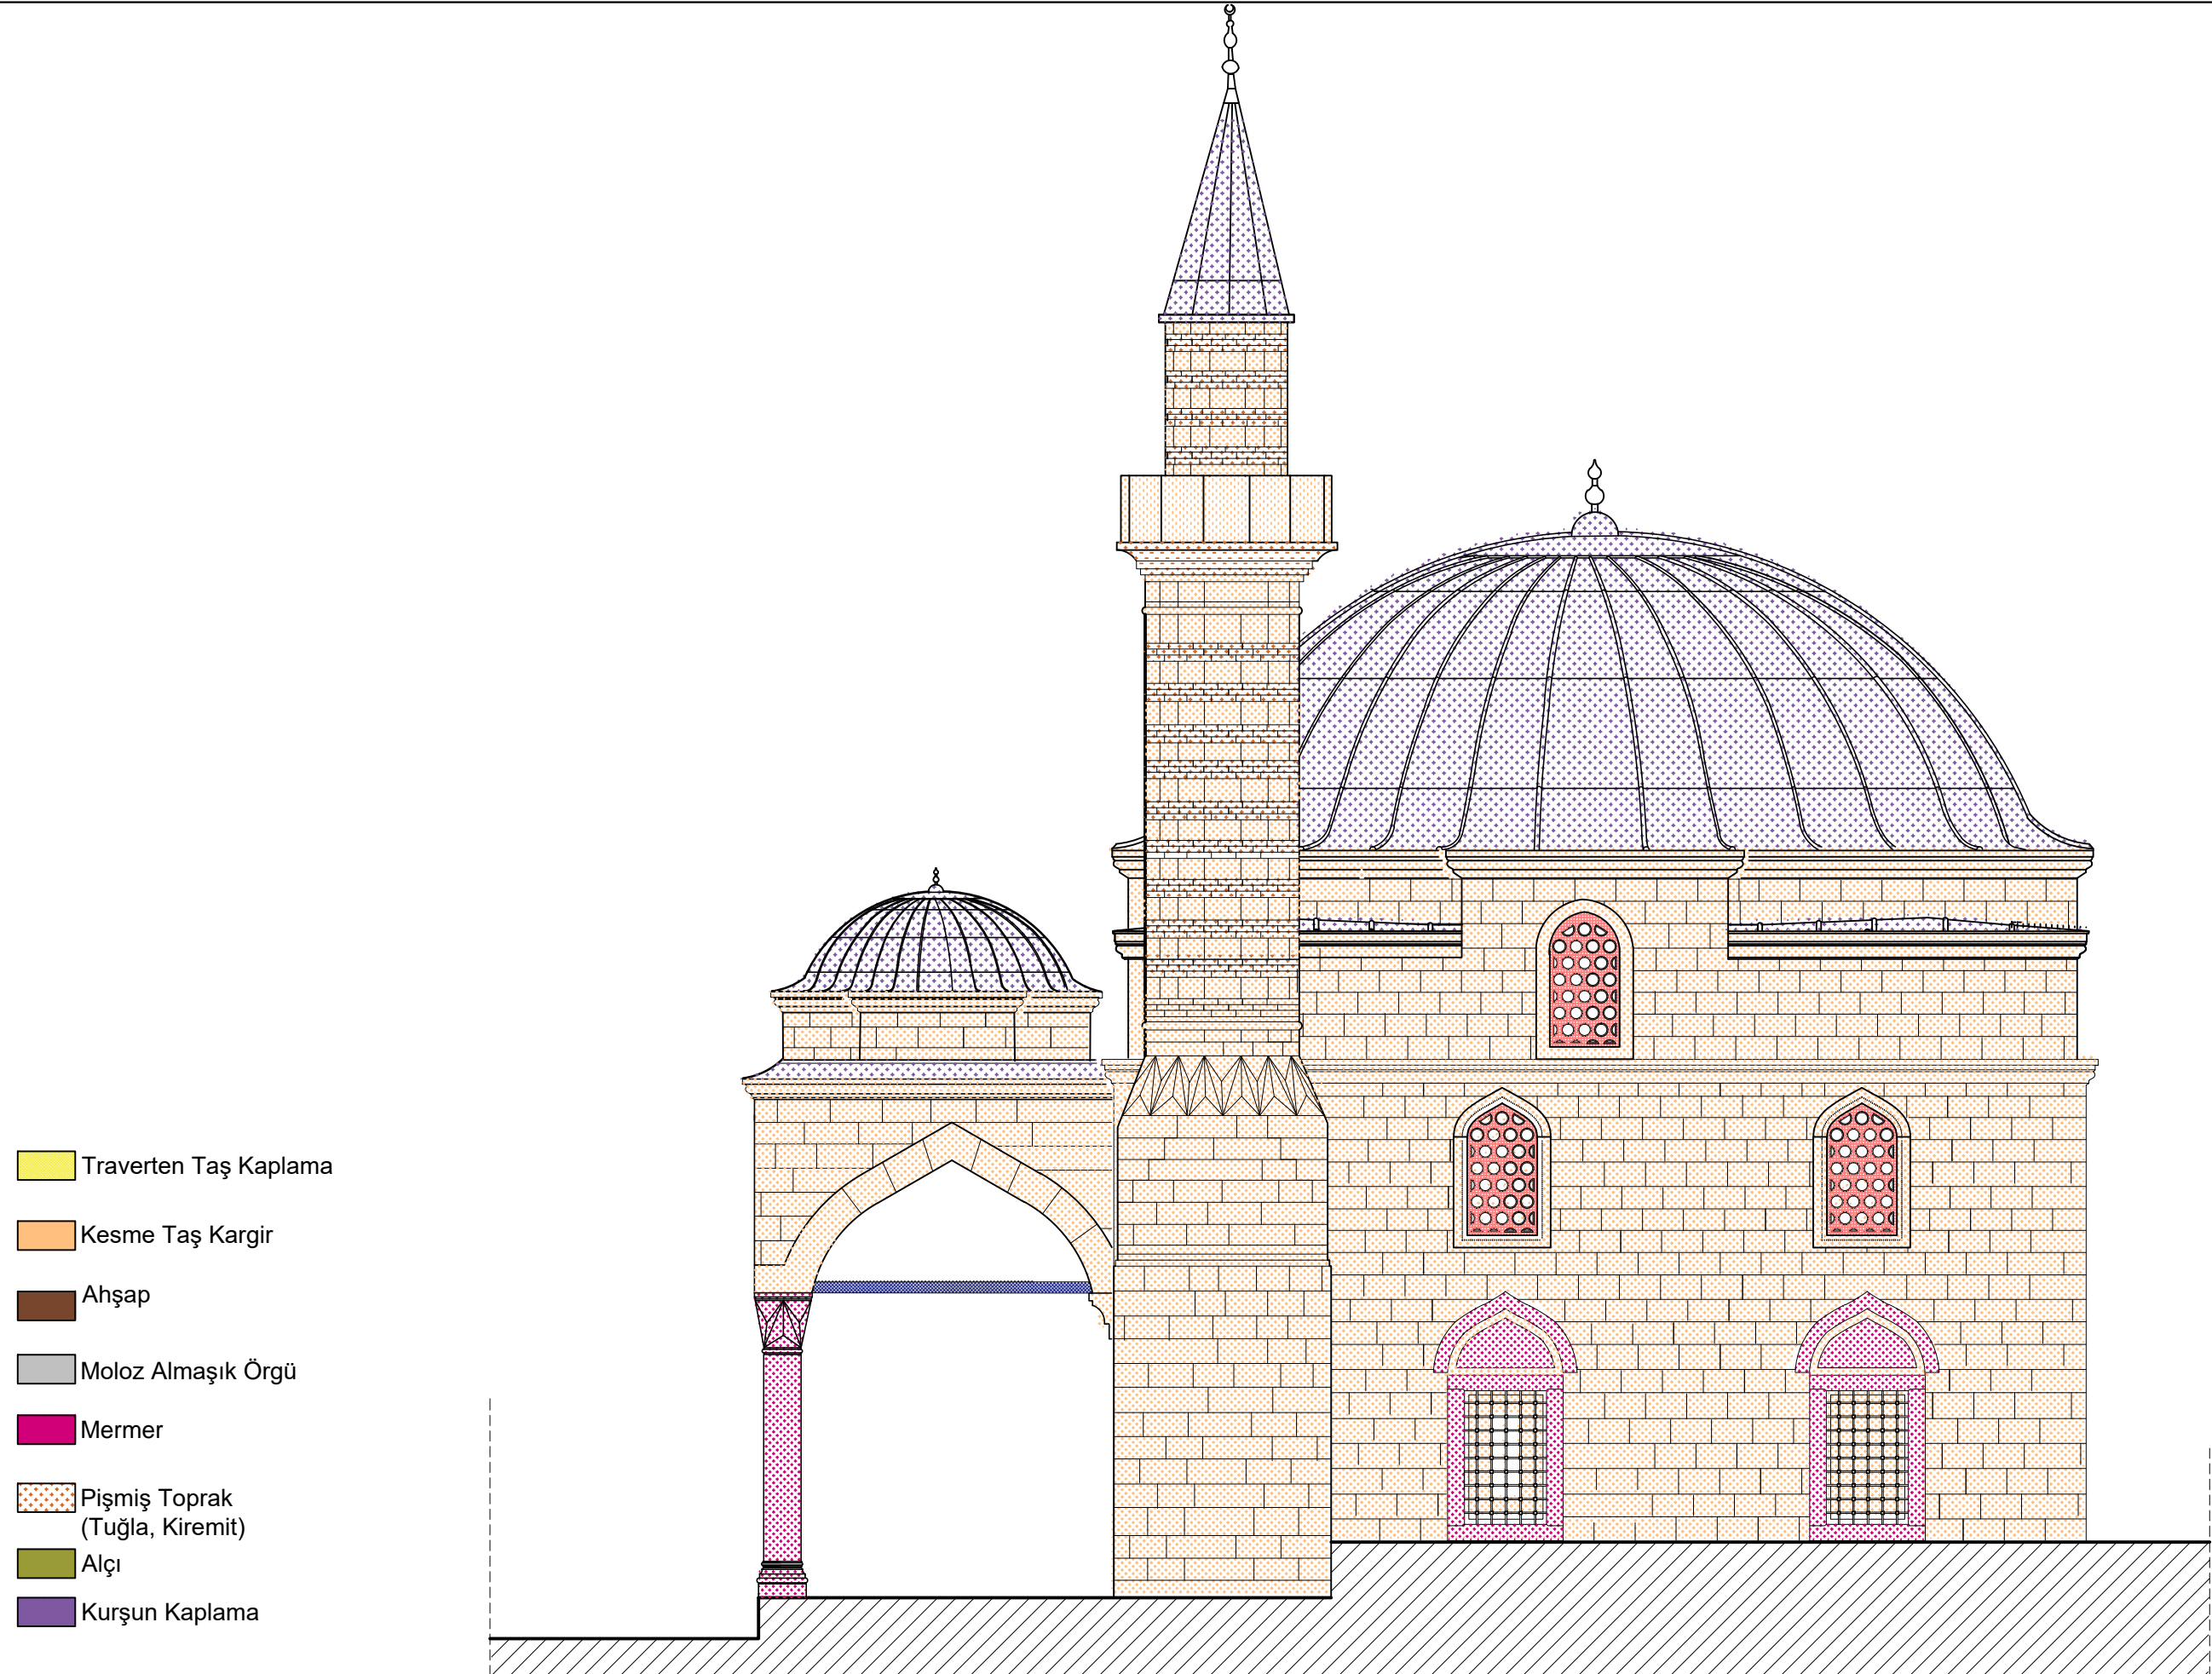 Traverten Taş Kaplama
Kesme Taş Kargir
Ahşap
Moloz Almaşık Örgü
Mermer
Pişmiş Toprak
(Tuğla, Kiremit)
Alçı
Kurşun Kaplama